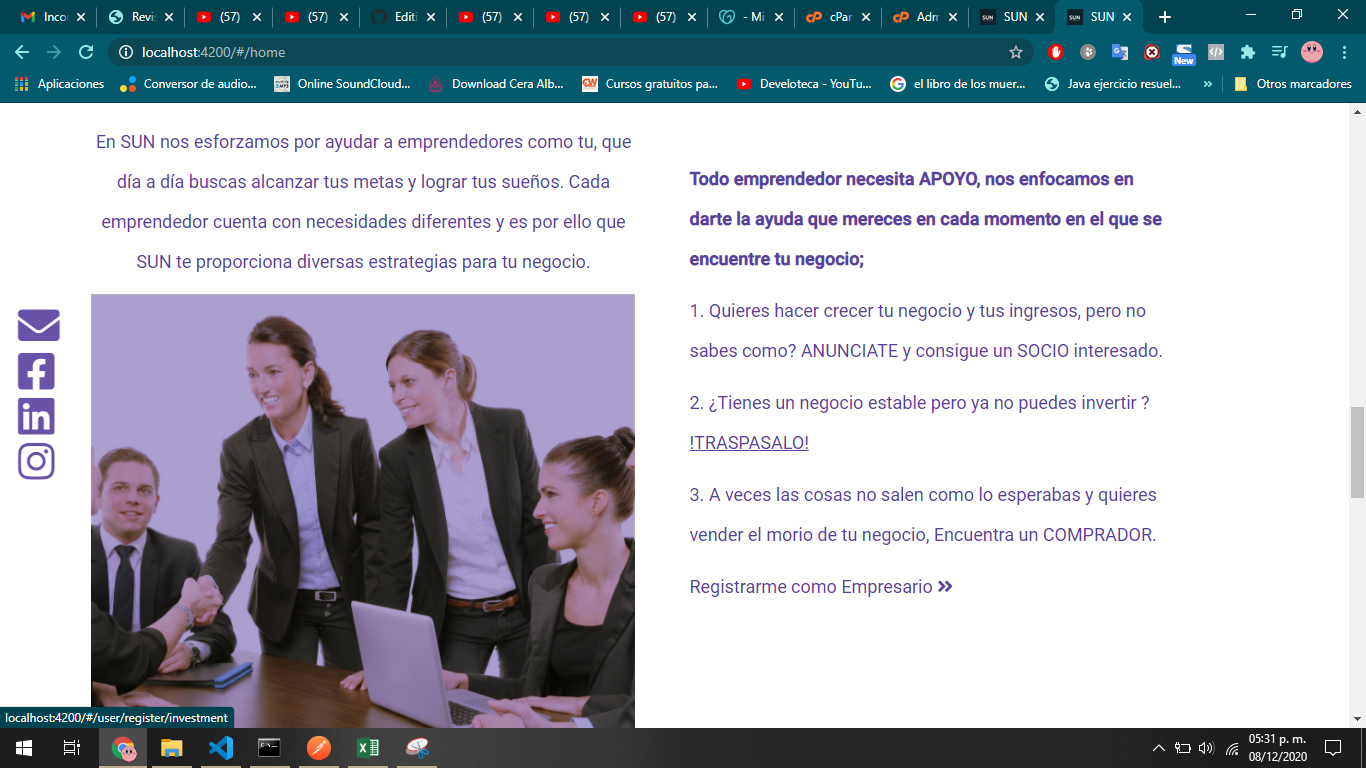 Inco
Revis
(57)
(57)
Editi
(57)
(57)
(57)
- Mi
cPan
Adm
SUN
SUN
localhost:4200/#/home
New
Aplicaciones
Conversor de audio...
Online SoundCloud...
Download Cera Alb...
Cursos gratuitos pa...
Develoteca - YouTu...
el libro de los muer...
Java ejercicio resuel...
»
Otros marcadores
En SUN nos esforzamos por ayudar a emprendedores como tu, que
día a día buscas alcanzar tus metas y lograr tus sueños. Cada
emprendedor cuenta con necesidades diferentes y es por ello que
SUN te proporciona diversas estrategias para tu negocio.
Todo emprendedor necesita APOYO, nos enfocamos en
darte la ayuda que mereces en cada momento en el que se
encuentre tu negocio;
1. Quieres hacer crecer tu negocio y tus ingresos, pero no
sabes como? ANUNCIATE y consigue un SOCIO interesado.
2. ¿Tienes un negocio estable pero ya no puedes invertir ?
!TRASPASALO!
3. A veces las cosas no salen como lo esperabas y quieres
vender el morio de tu negocio, Encuentra un COMPRADOR.
Registrarme como Empresario »
localhost:4200/#/user/register/investment
05:31 p. m.
08/12/2020